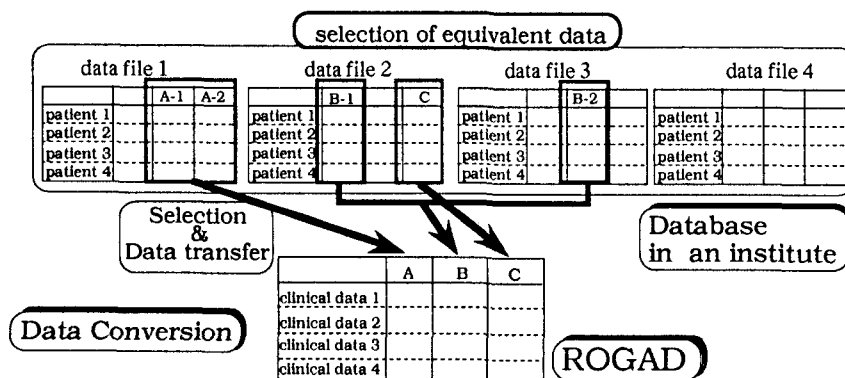 selection of equivalent data
data file 1
data file 2
data file 3
data file 4
A-1 A-2
B-1
C
B-2
patient 1
patient 2
patient 3
patient 4
patient 1
patient 2
patient 3
patient 4
patient 1
patient 2
patient 3
patient 4
patient 1
patient 2
patient 3
patient 4
Selection
&
Data transfer
Database
in an institute
A B C
clinical data 1
clinical data 2
clinical data 3
clinical data 4
Data Conversion
ROGAD